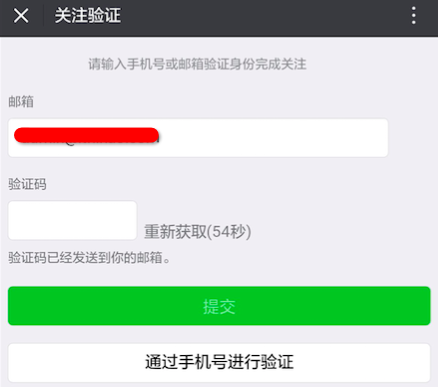 关注验证
请输入手机号或邮箱验证身份完成关注
邮箱
验证码
重新获取(54秒)
验证码已经发送到你的邮箱。
提交
通过手机号进行验证